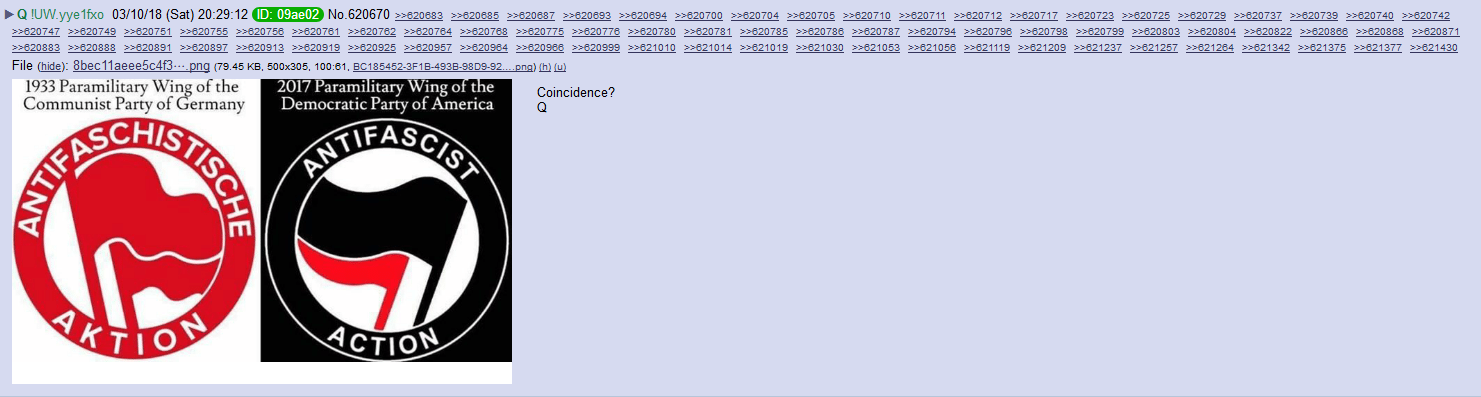 ▶ Q !UW.yye1fxo 03/10/18 (Sat) 20:29:12 ID: 09ae02 No.620670 >>620683 >>620685 >>620687 >>620693 >>620694 >>620700 >>620704 >>620705 >>620710 >>620711 >>620712 >>620717 >>620723 >>620725 >>620729 >>620737 >>620739 >>620740 >>620742
>>620747 >>620749 >>620751 >>620755 >>620756 >>620761 >>620762 >>620764 >>620768 >>620775 >>620776 >>620780 >>620781 >>620785 >>620786 >>620787 >>620794 >>620796 >>620798 >>620799 >>620803 >>620804 >>620822 >>620866 >>620868 >>620871
>>620883 >>620888 >>620891 >>620897 >>620913 >>620919 >>620925 >>620957 >>620964 >>620966 >>620999 >>621010 >>621014 >>621019 >>621030 >>621053 >>621056 >>621119 >>621209 >>621237 >>621257 >>621264 >>621342 >>621375 >>621377 >>621430
File (hide): 8bec11aeee5c4f3⋯.png (79.45 KB, 500x305, 100:61, BC185452-3F1B-493B-98D9-92….png) (h) (u)
1933 Paramilitary Wing of the
Communist Party of Germany
ANTIFASCHISTISCHE
AKTION
2017 Paramilitary Wing of the
Democratic Party of America
ANTIFASCIST
ACTION
Coincidence?
Q